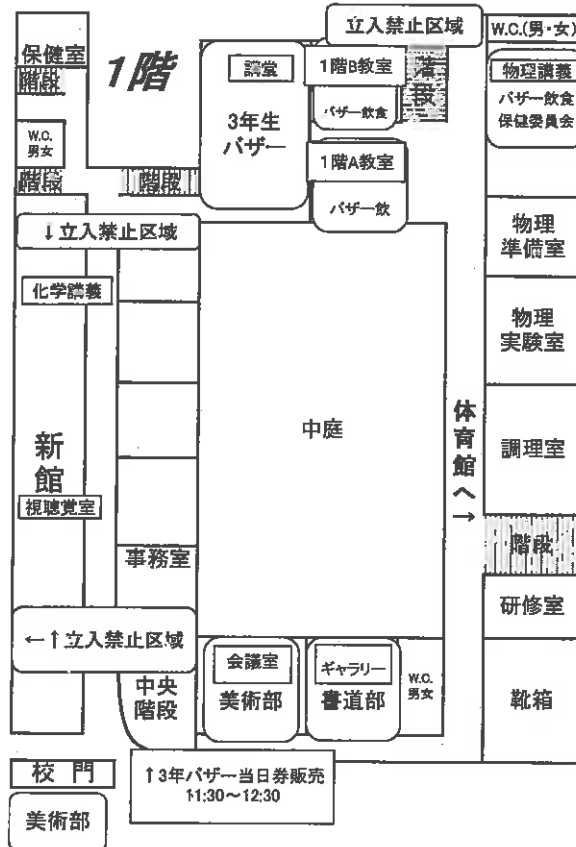 立入禁止区域
W.C.(男・女)
保健室
1階
講堂
1階B教室
階段
物理講義
階段
3年生
バザー
バザー飲食
バザー飲食
保健委員会
W.C.
男女
1階A教室
階段
階段
バザー飲
↓立入禁止区域
物理
準備室
化学講義
物理
実験室
中庭
体育館へ→
新館
調理室
視聴覚室
階段
事務室
研修室
←↑立入禁止区域
会議室
ギャラリー
中央
階段
美術部
書道部
W.C.
男女
靴箱
校門
↑3年バザー当日券販売
11:30～12:30
美術部